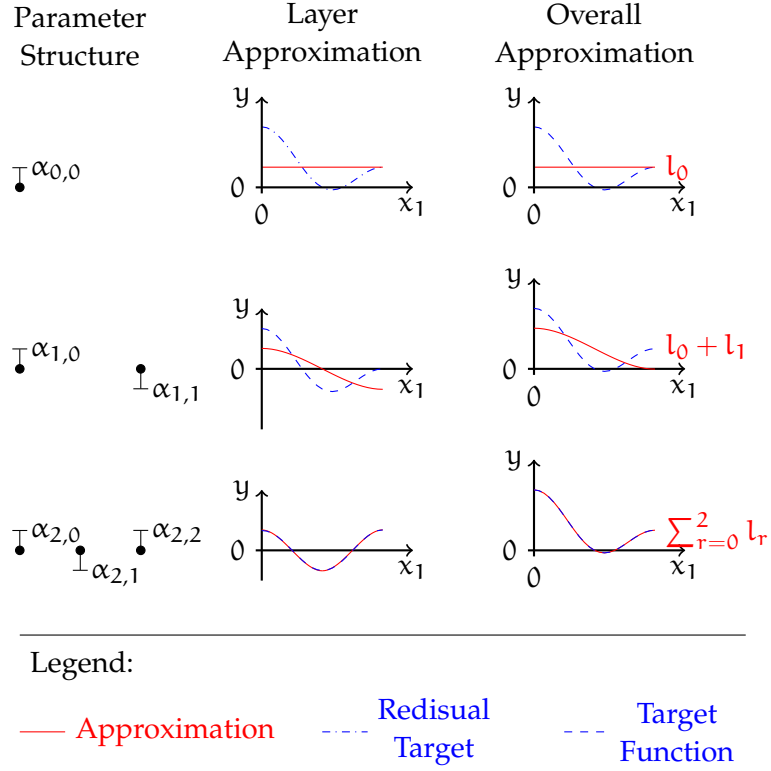 Parameter Structure
Layer Approximation
Overall Approximation
α₀,₀
y
0
0
x₁
y
0
0
x₁
l₀
α₁,₀
α₁,₁
y
0
x₁
y
0
0
x₁
l₀ + l₁
α₂,₀
α₂,₁
α₂,₂
y
0
x₁
y
0
0
x₁
∑²ᵣ₌₀ lᵣ
Legend:
Approximation
Redisual Target
Target Function